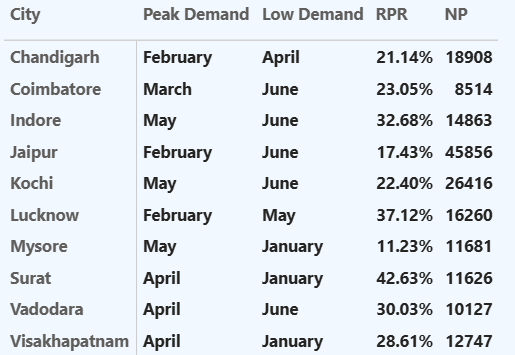 City Peak Demand Low Demand RPR NP
Chandigarh February April 21.14% 18908
Coimbatore March June 23.05% 8514
Indore May June 32.68% 14863
Jaipur February June 17.43% 45856
Kochi May June 22.40% 26416
Lucknow February May 37.12% 16260
Mysore May January 11.23% 11681
Surat April January 42.63% 11626
Vadodara April June 30.03% 10127
Visakhapatnam April January 28.61% 12747